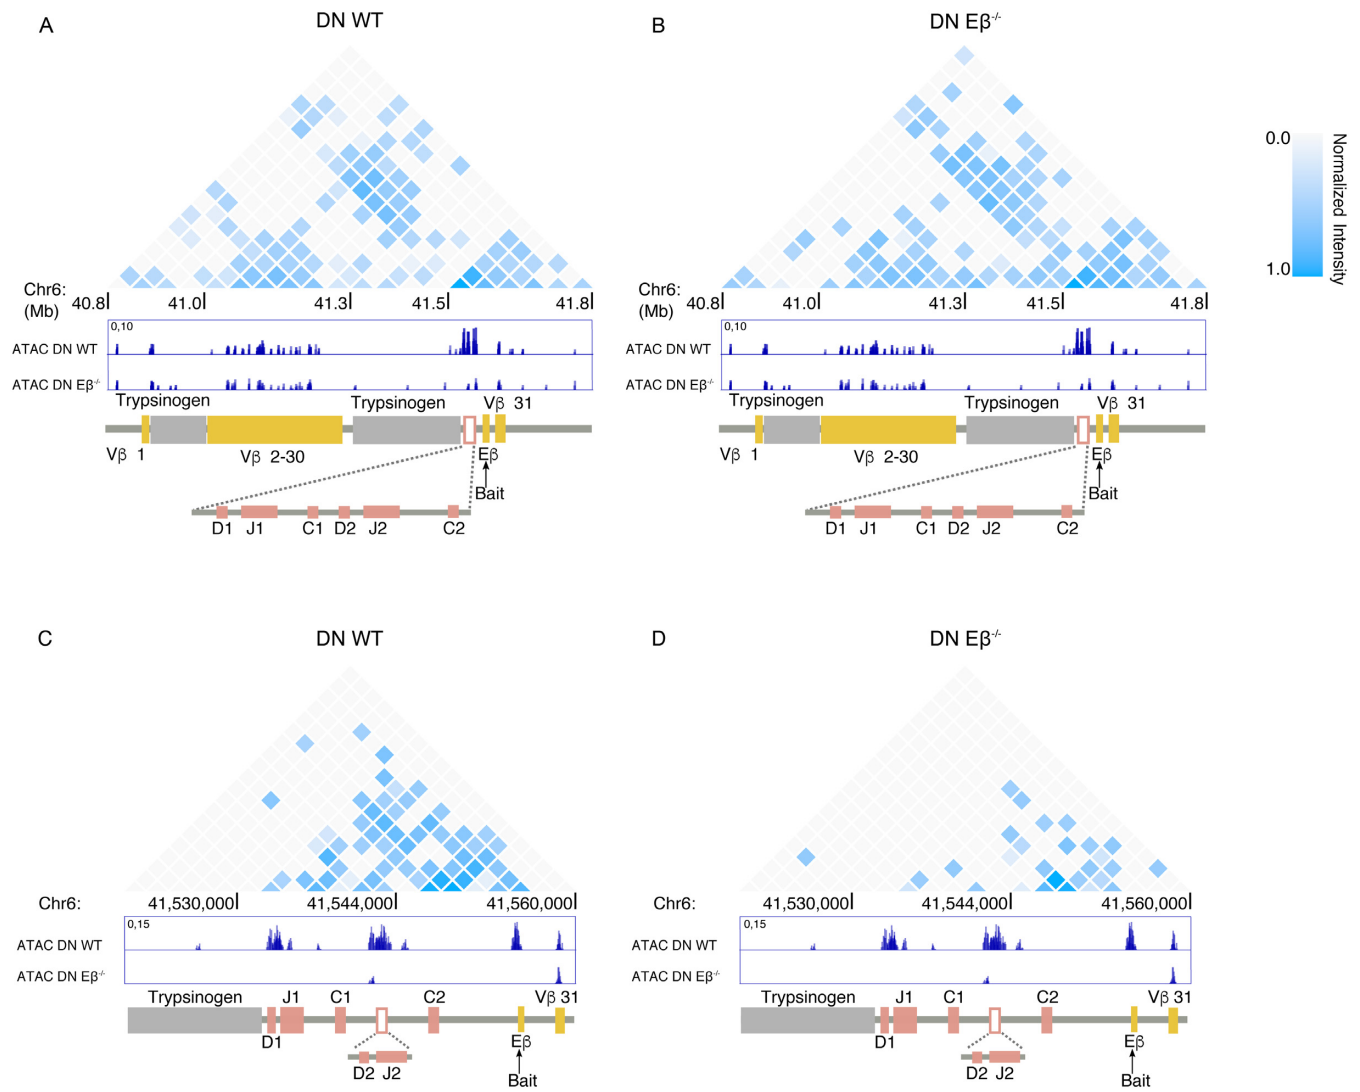 A
DN WT
B
DN Eβ-/-
0.0
1.0
Normalized Intensity
Chr6:
(Mb)
40.8
41.0
41.3
41.5
41.8
Chr6:
(Mb)
40.8
41.0
41.3
41.5
41.8
0,10
ATAC DN WT
ATAC DN Eβ-/-
0,10
ATAC DN WT
ATAC DN Eβ-/-
Trypsinogen
Trypsinogen
Vβ 31
Vβ 1
Vβ 2-30
Eβ
Bait
D1
J1
C1
D2
J2
C2
Trypsinogen
Trypsinogen
Vβ 31
Vβ 1
Vβ 2-30
Eβ
Bait
D1
J1
C1
D2
J2
C2
C
DN WT
D
DN Eβ-/-
Chr6:
41,530,000
41,544,000
41,560,000
Chr6:
41,530,000
41,544,000
41,560,000
0,15
ATAC DN WT
ATAC DN Eβ-/-
0,15
ATAC DN WT
ATAC DN Eβ-/-
Trypsinogen
J1
C1
C2
Vβ 31
D1
Eβ
D2
J2
Bait
Trypsinogen
J1
C1
C2
Vβ 31
D1
Eβ
D2
J2
Bait